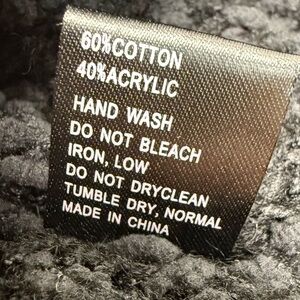 60%COTTON
40%ACRYLIC
HAND WASH
DO NOT BLEACH
IRON, LOW
DO NOT DRYCLEAN
TUMBLE DRY, NORMAL
MADE IN CHINA